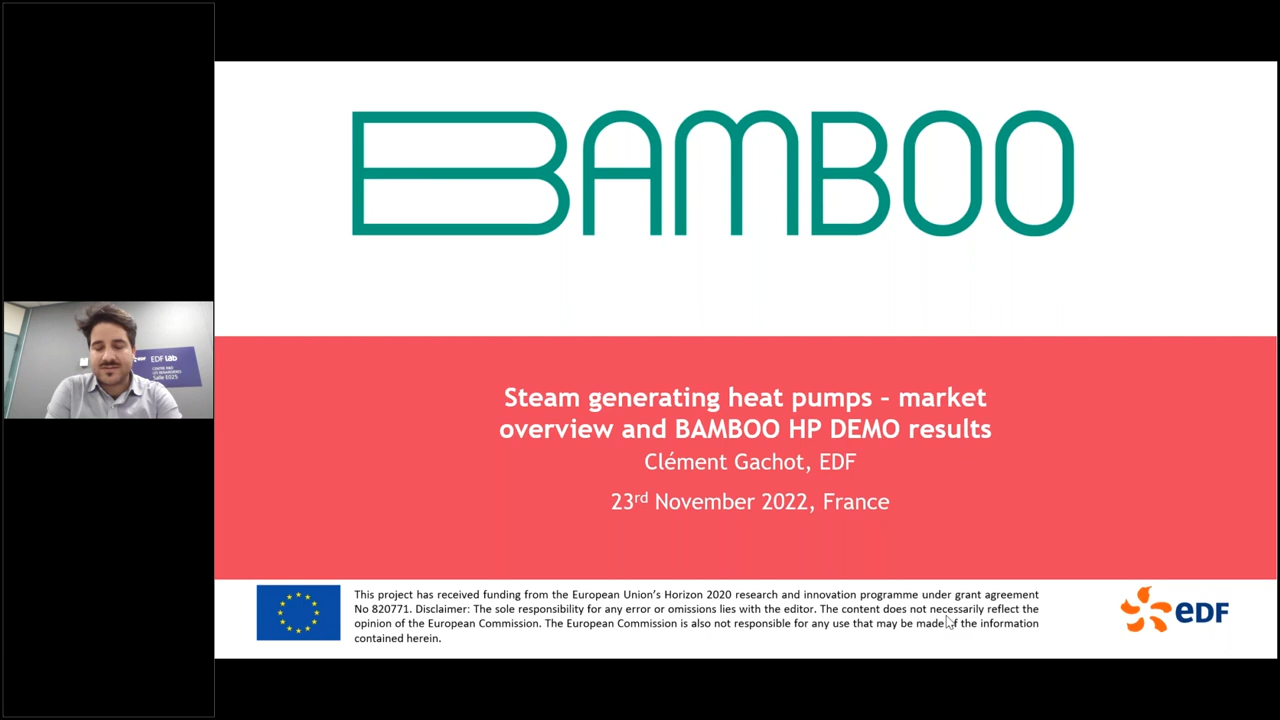 BAMBOO
EDF Lab
Salle E025
Steam generating heat pumps – market
overview and BAMBOO HP DEMO results
Clément Gachot, EDF
23rd November 2022, France
This project has received funding from the European Union's Horizon 2020 research and innovation programme under grant agreement
No 820771. Disclaimer: The sole responsibility for any error or omissions lies with the editor. The content does not necessarily reflect the
opinion of the European Commission. The European Commission is also not responsible for any use that may be made of the information
contained herein.
eDF